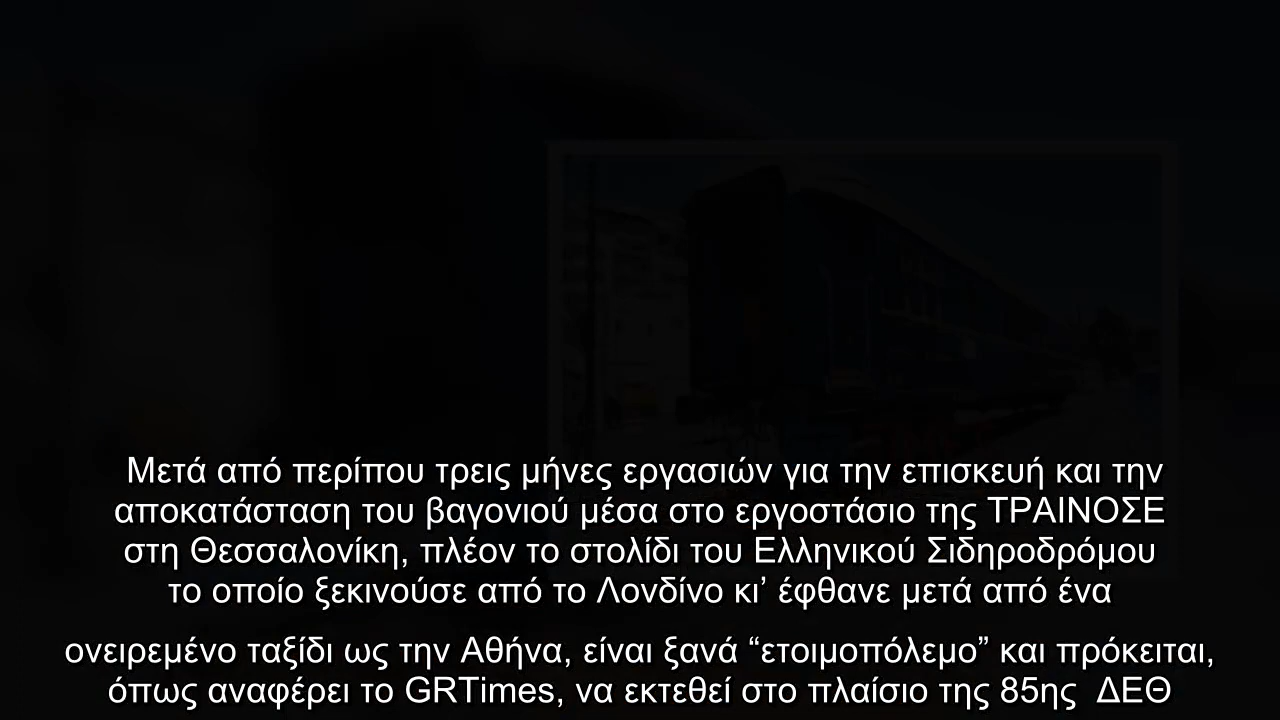 Μετά από περίπου τρεις μήνες εργασιών για την επισκευή και την
αποκατάσταση του βαγονιού μέσα στο εργοστάσιο της ΤΡΑΙΝΟΣΕ
στη Θεσσαλονίκη, πλέον το στολίδι του Ελληνικού Σιδηροδρόμου
το οποίο ξεκινούσε από το Λονδίνο κι’ έφθανε μετά από ένα
ονειρεμένο ταξίδι ως την Αθήνα, είναι ξανά “ετοιμοπόλεμο” και πρόκειται,
όπως αναφέρει το GRTimes, να εκτεθεί στο πλαίσιο της 85ης  ΔΕΘ